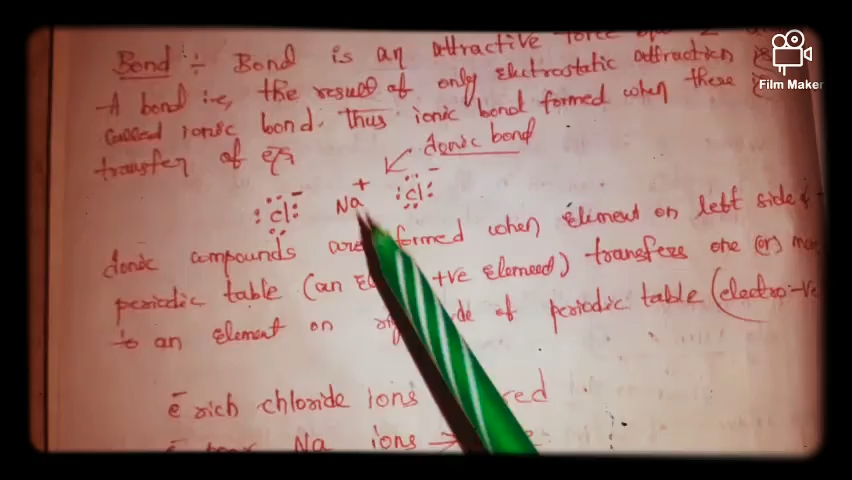 Bond ÷ Bond is an attractive force
A bond i.e, the result of only electrostatic attraction is
called ionic bond. Thus ionic bond formed when there
transfer of
ionic bond
Cl⁻ Na⁺ Cl⁻
Ionic compounds are formed when element on left side
periodic table (an +ve element) transfers one (or)
to an element on of periodic table (electro-ve
e⁻ rich chloride ions red
Na ions →
Film Maker